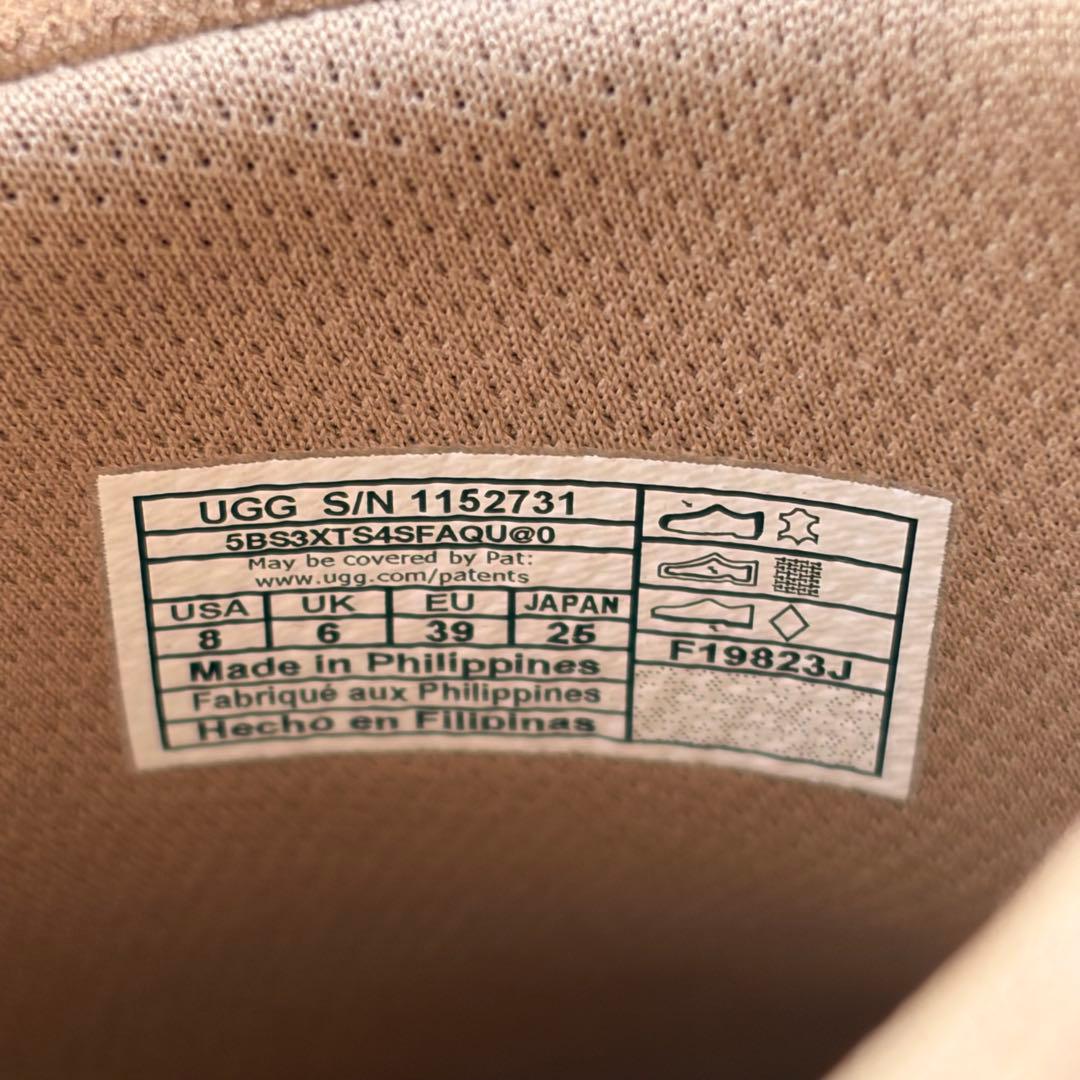 UGG S/N 1152731
5BS3XTS4SFAQU@0
May be covered by Pat:
www.ugg.com/patents
USA UK EU JAPAN
8 6 39 25
Made in Philippines
Fabriqué aux Philippines
Hecho en Filipinas
F19823J